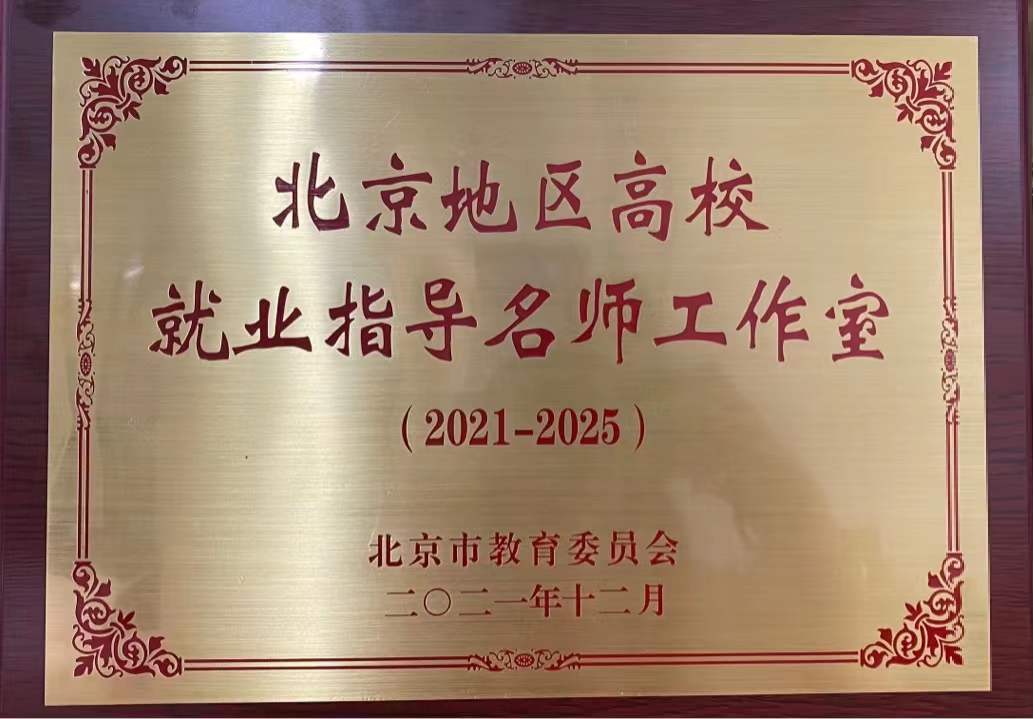 北京地区高校
就业指导名师工作室
（2021-2025）
北京市教育委员会
二〇二一年十二月